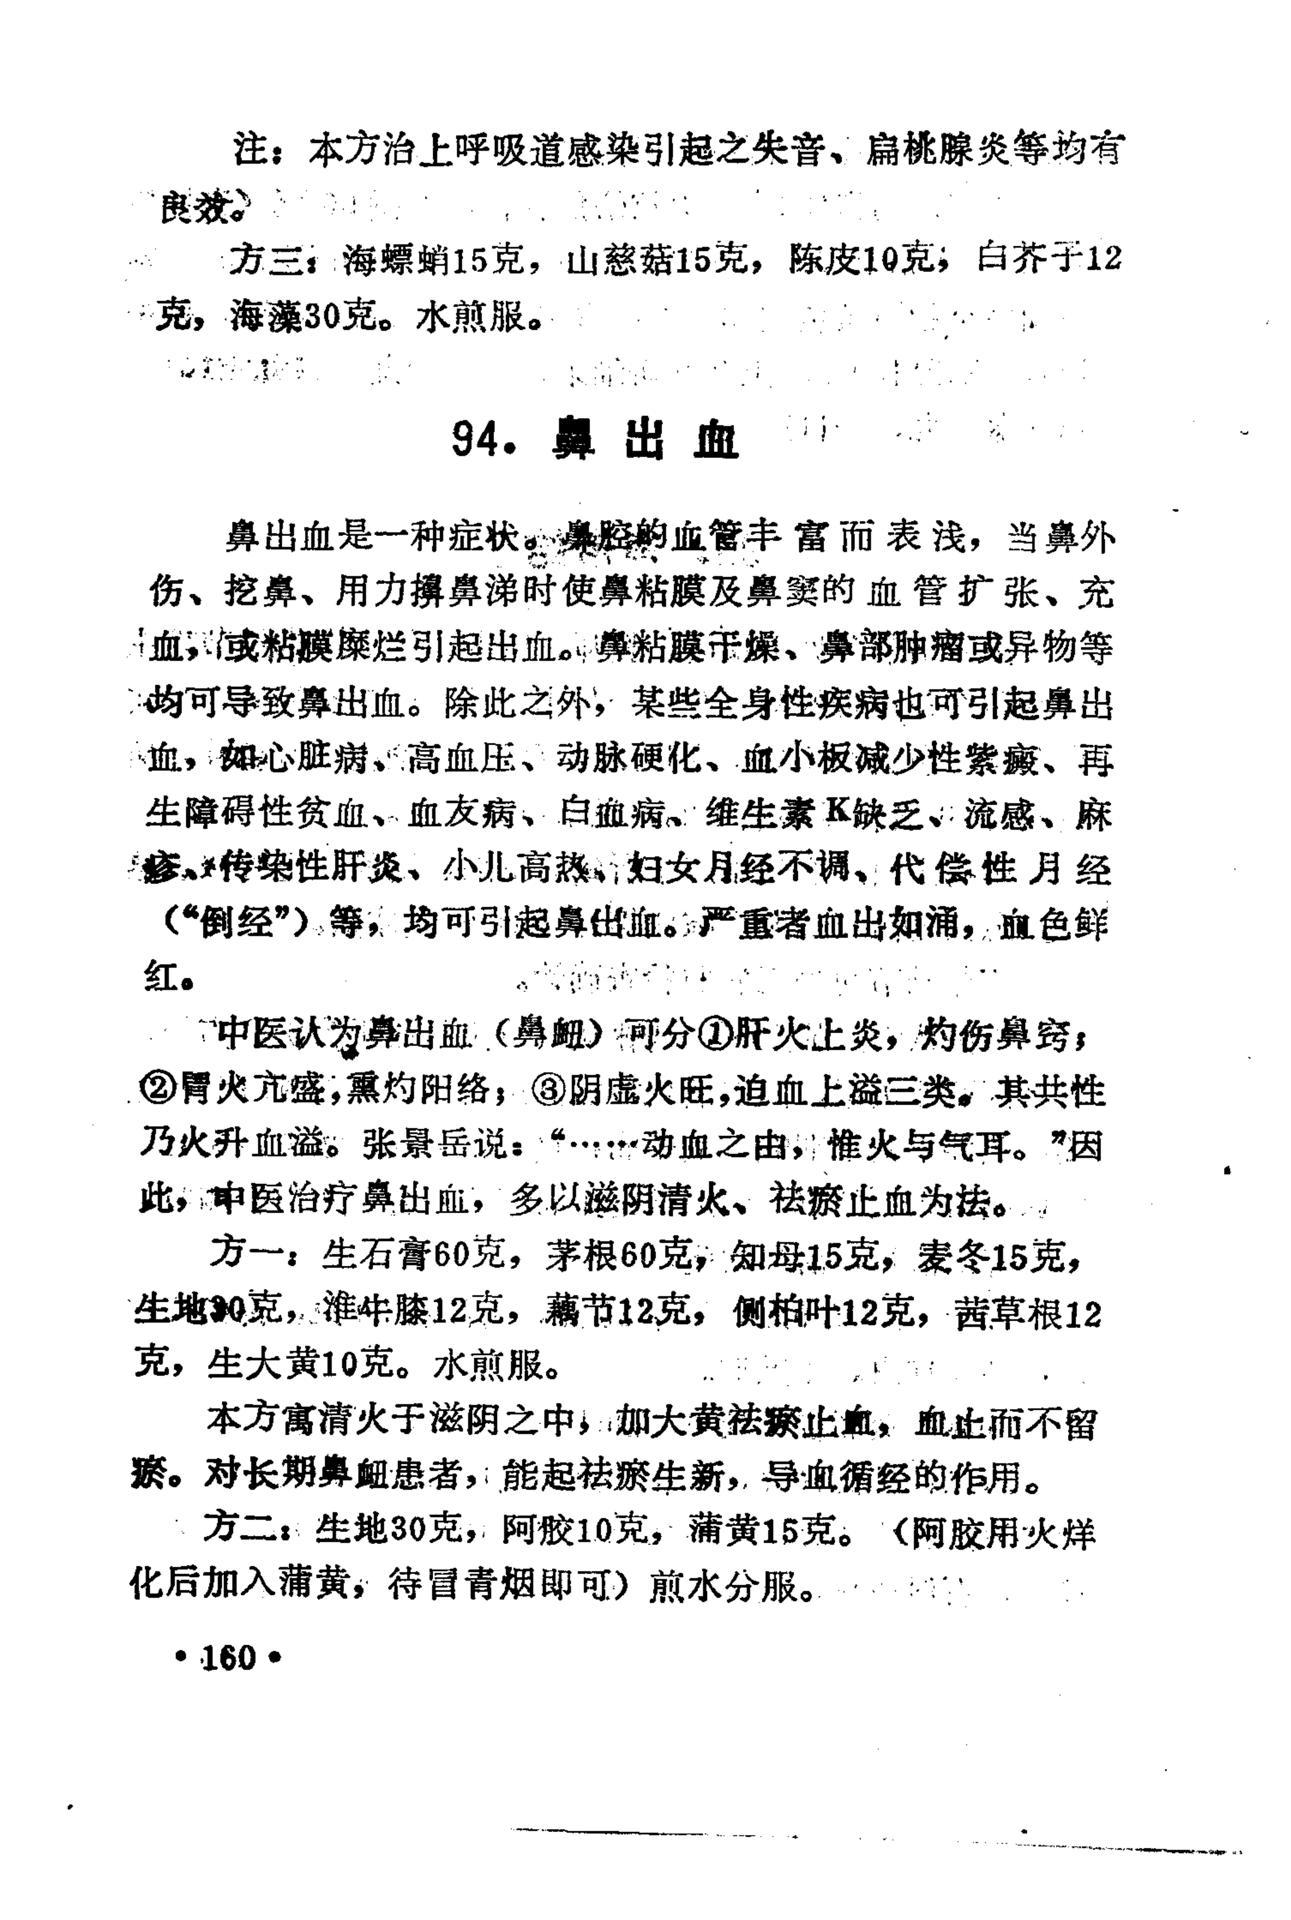 注：本方治上呼吸道感染引起之失音、扁桃腺炎等均有
良效。
方三：海螵蛸15克，山慈菇15克，陈皮10克，白芥子12
克，海藻30克。水煎服。
94．鼻出血
鼻出血是一种症状。鼻腔的血管丰富而表浅，当鼻外
伤、挖鼻、用力擤鼻涕时使鼻粘膜及鼻窦的血管扩张、充
血，或粘膜糜烂引起出血。鼻粘膜干燥、鼻部肿瘤或异物等
均可导致鼻出血。除此之外，某些全身性疾病也可引起鼻出
血，如心脏病、高血压、动脉硬化、血小板减少性紫癜、再
生障碍性贫血、血友病、白血病、维生素K缺乏、流感、麻
疹、传染性肝炎、小儿高热、妇女月经不调、代偿性月经
（“倒经”）等，均可引起鼻出血。严重者血出如涌，血色鲜
红。
中医认为鼻出血（鼻衄）可分①肝火上炎，灼伤鼻窍；
②胃火亢盛，熏灼阳络；③阴虚火旺，迫血上溢三类。其共性
乃火升血溢。张景岳说：“……动血之由，惟火与气耳。”因
此，中医治疗鼻出血，多以滋阴清火、祛瘀止血为法。
方一：生石膏60克，茅根60克，知母15克，麦冬15克，
生地30克，淮牛膝12克，藕节12克，侧柏叶12克，茜草根12
克，生大黄10克。水煎服。
本方寓清火于滋阴之中，加大黄祛瘀止血，血止而不留
瘀。对长期鼻衄患者，能起祛瘀生新，导血循经的作用。
方二：生地30克，阿胶10克，蒲黄15克。（阿胶用火烊
化后加入蒲黄，待冒青烟即可）煎水分服。
•160•